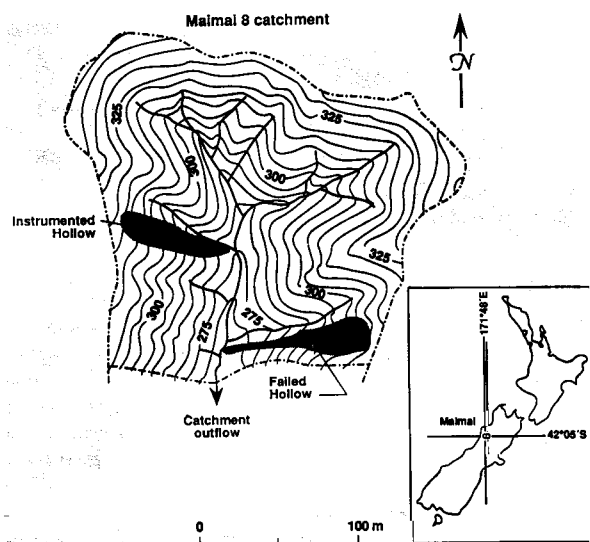 Maimai 8 catchment
N
325
325
300
300
Instrumented
Hollow
325
300
300
275
275
Failed
Hollow
Catchment
outflow
171°48'E
Maimai
8
42°05'S
0
100 m